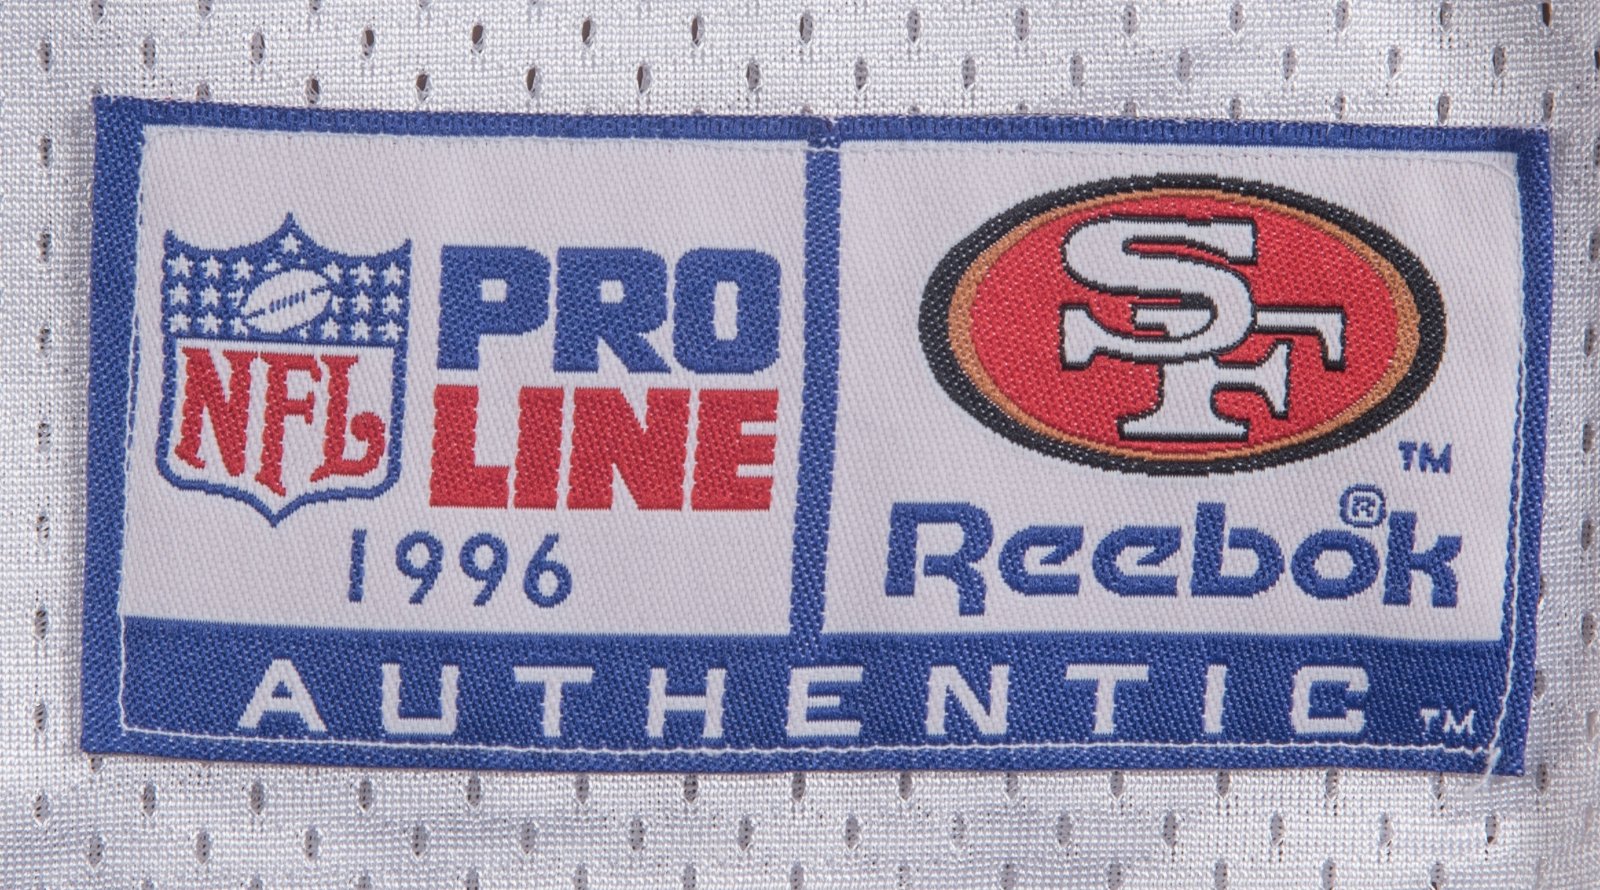 NFL
PRO
LINE
1996
SF
™
Reebok®
AUTHENTIC™